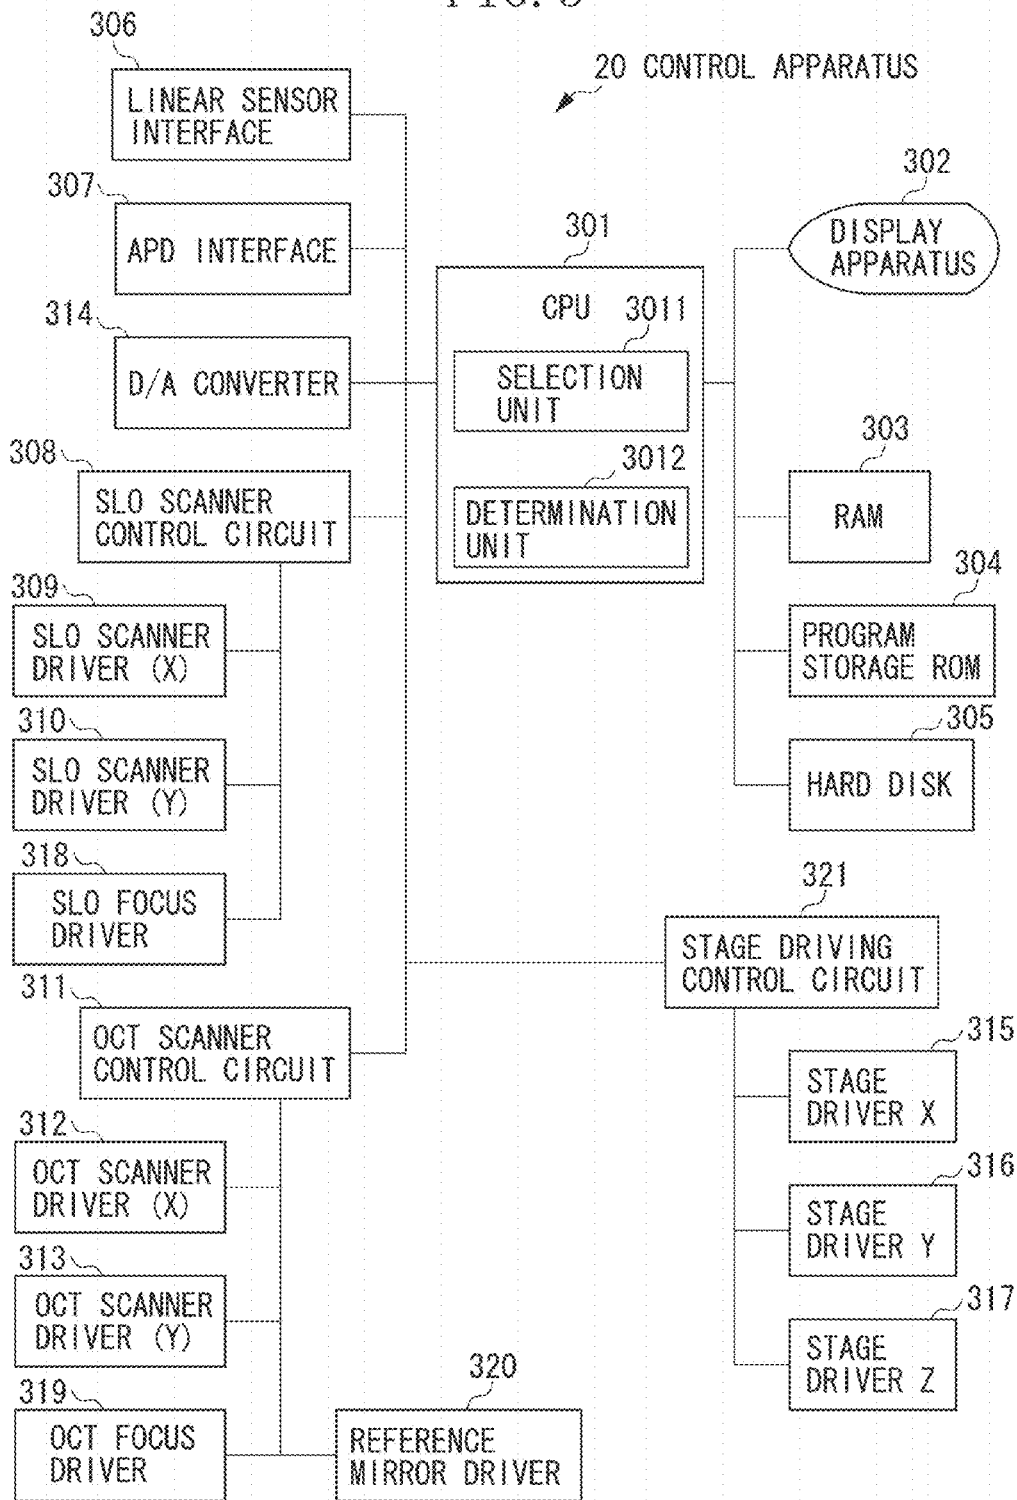 306
20 CONTROL APPARATUS
LINEAR SENSOR
INTERFACE
307
APD INTERFACE
314
D/A CONVERTER
301
CPU
3011
SELECTION
UNIT
3012
DETERMINATION
UNIT
302
DISPLAY
APPARATUS
303
RAM
304
PROGRAM
STORAGE ROM
305
HARD DISK
308
SLO SCANNER
CONTROL CIRCUIT
309
SLO SCANNER
DRIVER (X)
310
SLO SCANNER
DRIVER (Y)
318
SLO FOCUS
DRIVER
311
OCT SCANNER
CONTROL CIRCUIT
312
OCT SCANNER
DRIVER (X)
313
OCT SCANNER
DRIVER (Y)
319
OCT FOCUS
DRIVER
320
REFERENCE
MIRROR DRIVER
321
STAGE DRIVING
CONTROL CIRCUIT
315
STAGE
DRIVER X
316
STAGE
DRIVER Y
317
STAGE
DRIVER Z